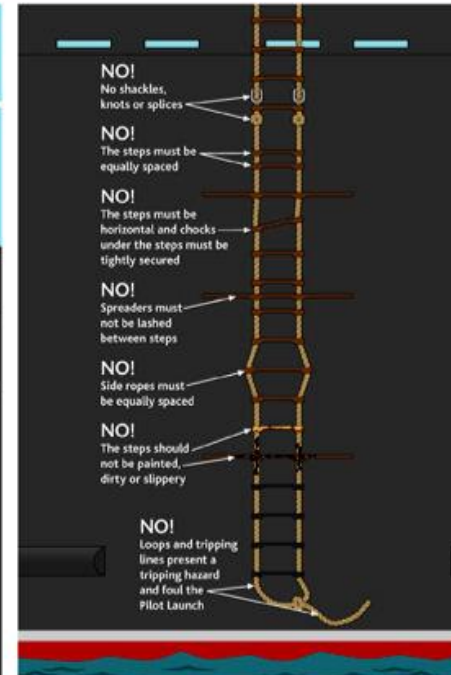 NO!
No shackles,
knots or splices
NO!
The steps must be
equally spaced
NO!
The steps must be
horizontal and chocks
under the steps must be
tightly secured
NO!
Spreaders must
not be lashed
between steps
NO!
Side ropes must
be equally spaced
NO!
The steps should
not be painted,
dirty or slippery
NO!
Loops and tripping
lines present a
tripping hazard
and foul the
Pilot Launch